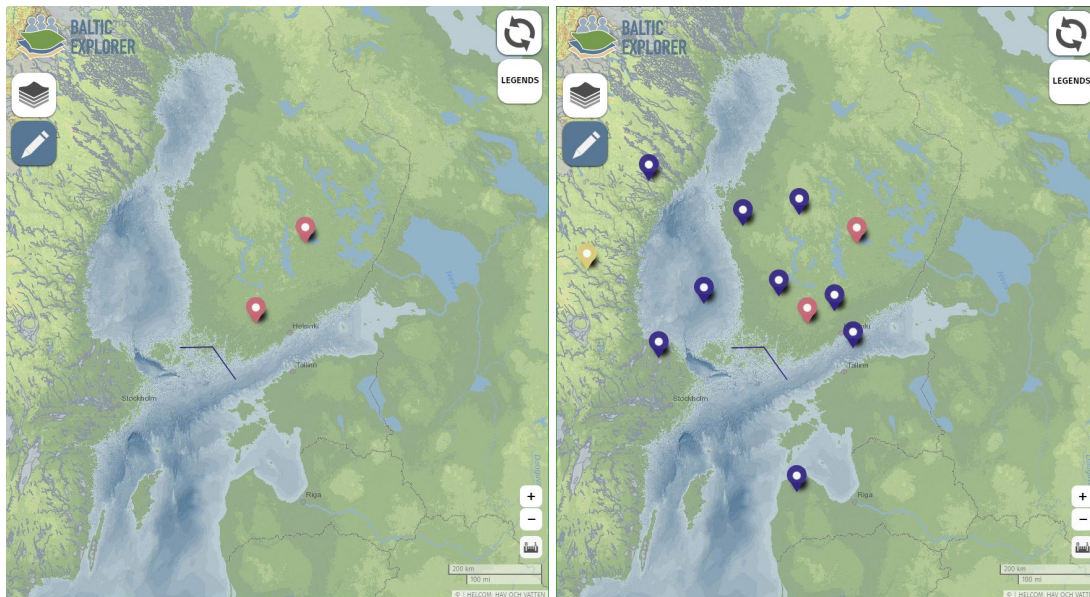 BALTIC
EXPLORER
LEGENDS
Helsinki
Tallinn
Stockholm
Riga
+
−
200 km
100 mi
© | HELCOM, HAV OCH VATTEN
BALTIC
EXPLORER
LEGENDS
ki
Tallinn
Stockholm
Riga
+
−
200 km
100 mi
© | HELCOM, HAV OCH VATTEN